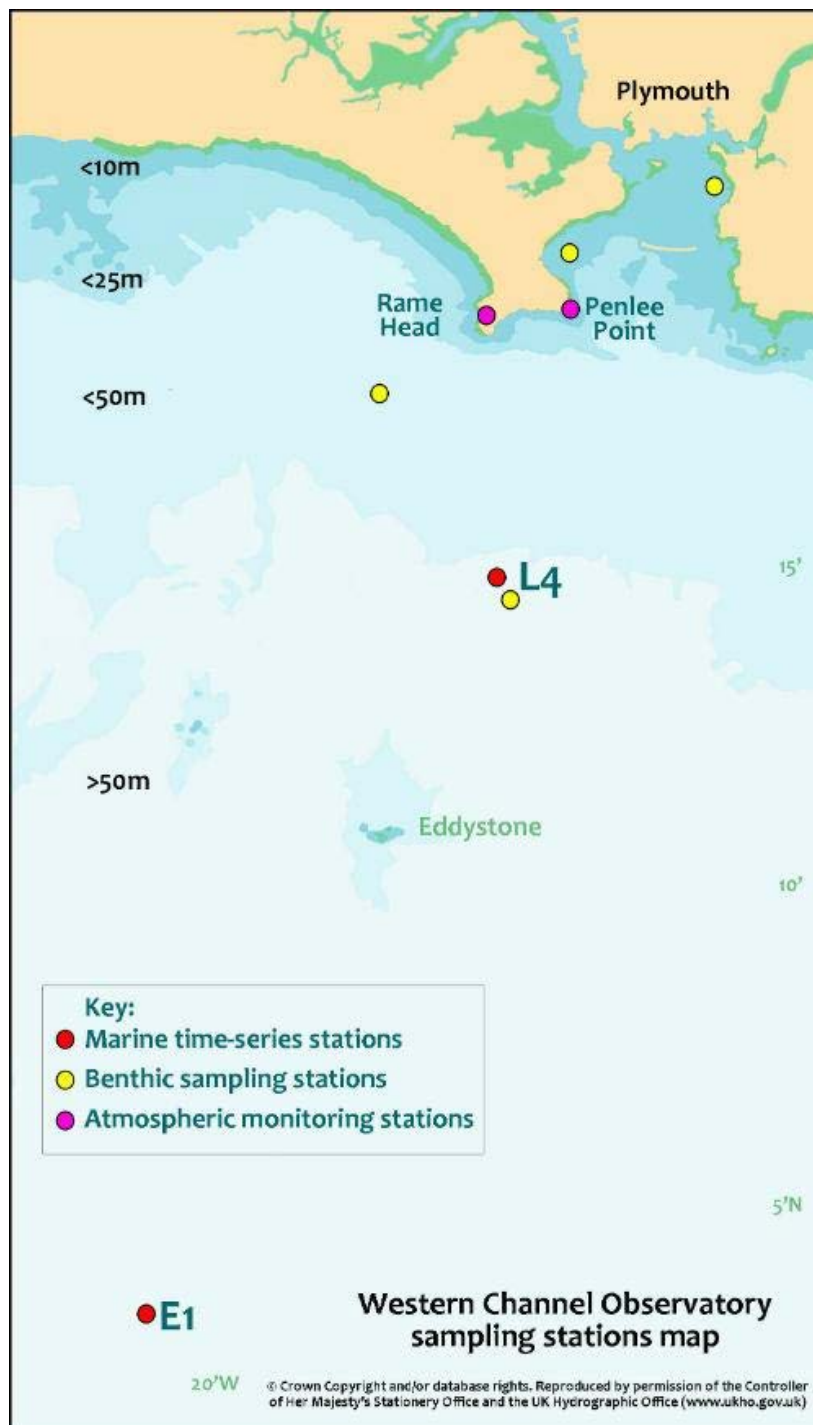 Plymouth
<10m
<25m
Rame
Head
Penlee
Point
<50m
15'
L4
>50m
Eddystone
10'
Key:
Marine time-series stations
Benthic sampling stations
Atmospheric monitoring stations
5'N
E1
Western Channel Observatory
sampling stations map
20'W
© Crown Copyright and/or database rights. Reproduced by permission of the Controller
of Her Majesty's Stationery Office and the UK Hydrographic Office (www.ukho.gov.uk)